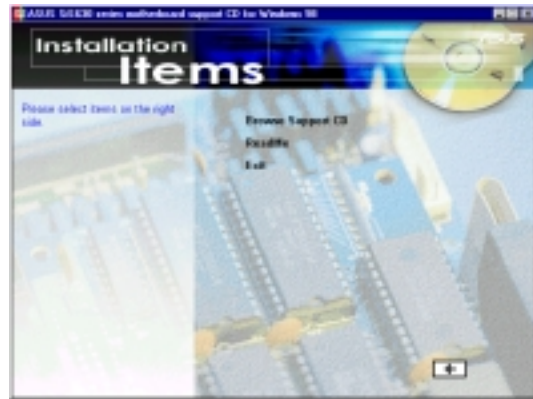 ASUS SiS630 series motherboard support CD for Windows 98
Installation
Items
ASUS
Please select items on the right
side.
Browse Support CD
ReadMe
Exit